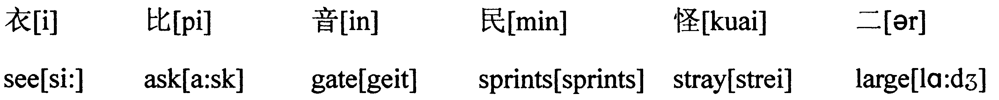 衣[i] 比[pi] 音[in] 民[min] 怪[kuai] 二[ər]
see[si:] ask[a:sk] gate[geit] sprints[sprints] stray[strei] large[lɑ:dʒ]